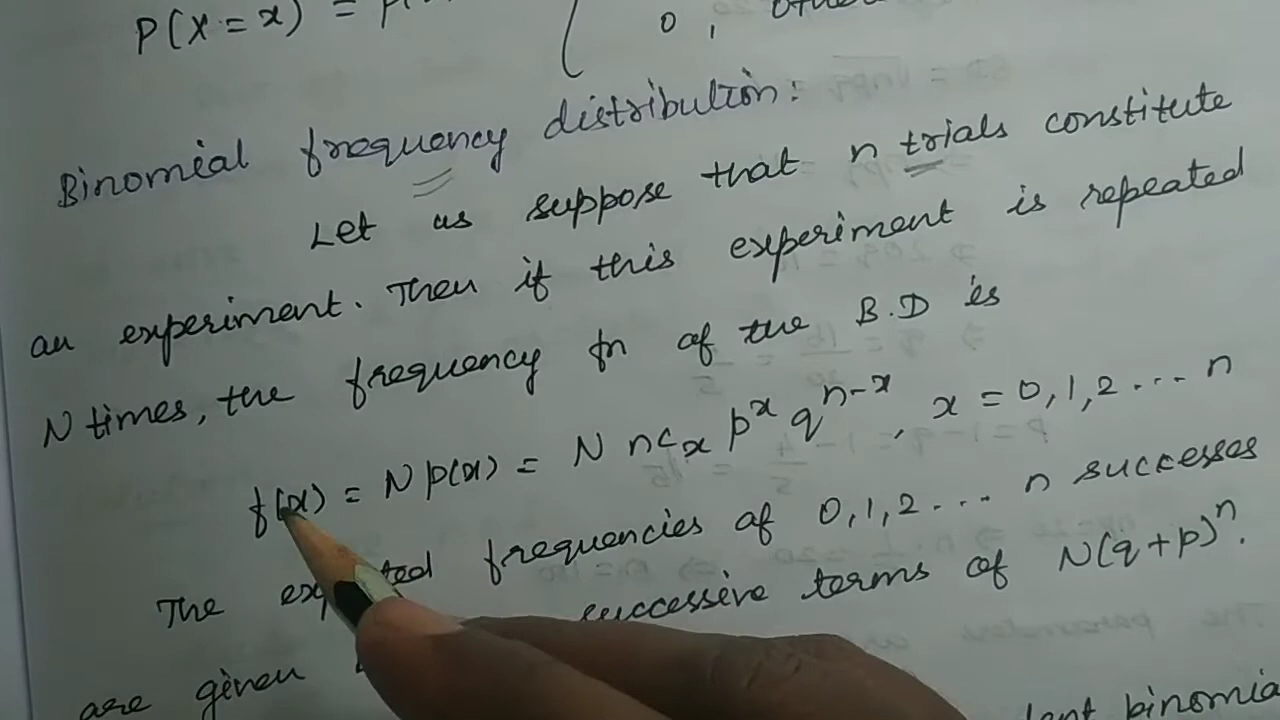 P(X = x) =
0 ,
Binomial frequency distribution:
Let us suppose that n trials constitute
an experiment. Then if this experiment is repeated
N times, the frequency fn of the B.D is
f(x) = N p(x) = N nCx p^x q^{n-x}, x = 0,1,2 ... n
The frequencies of 0,1,2 ... n successes
are given successive terms of N(q+p)^n.
binomial